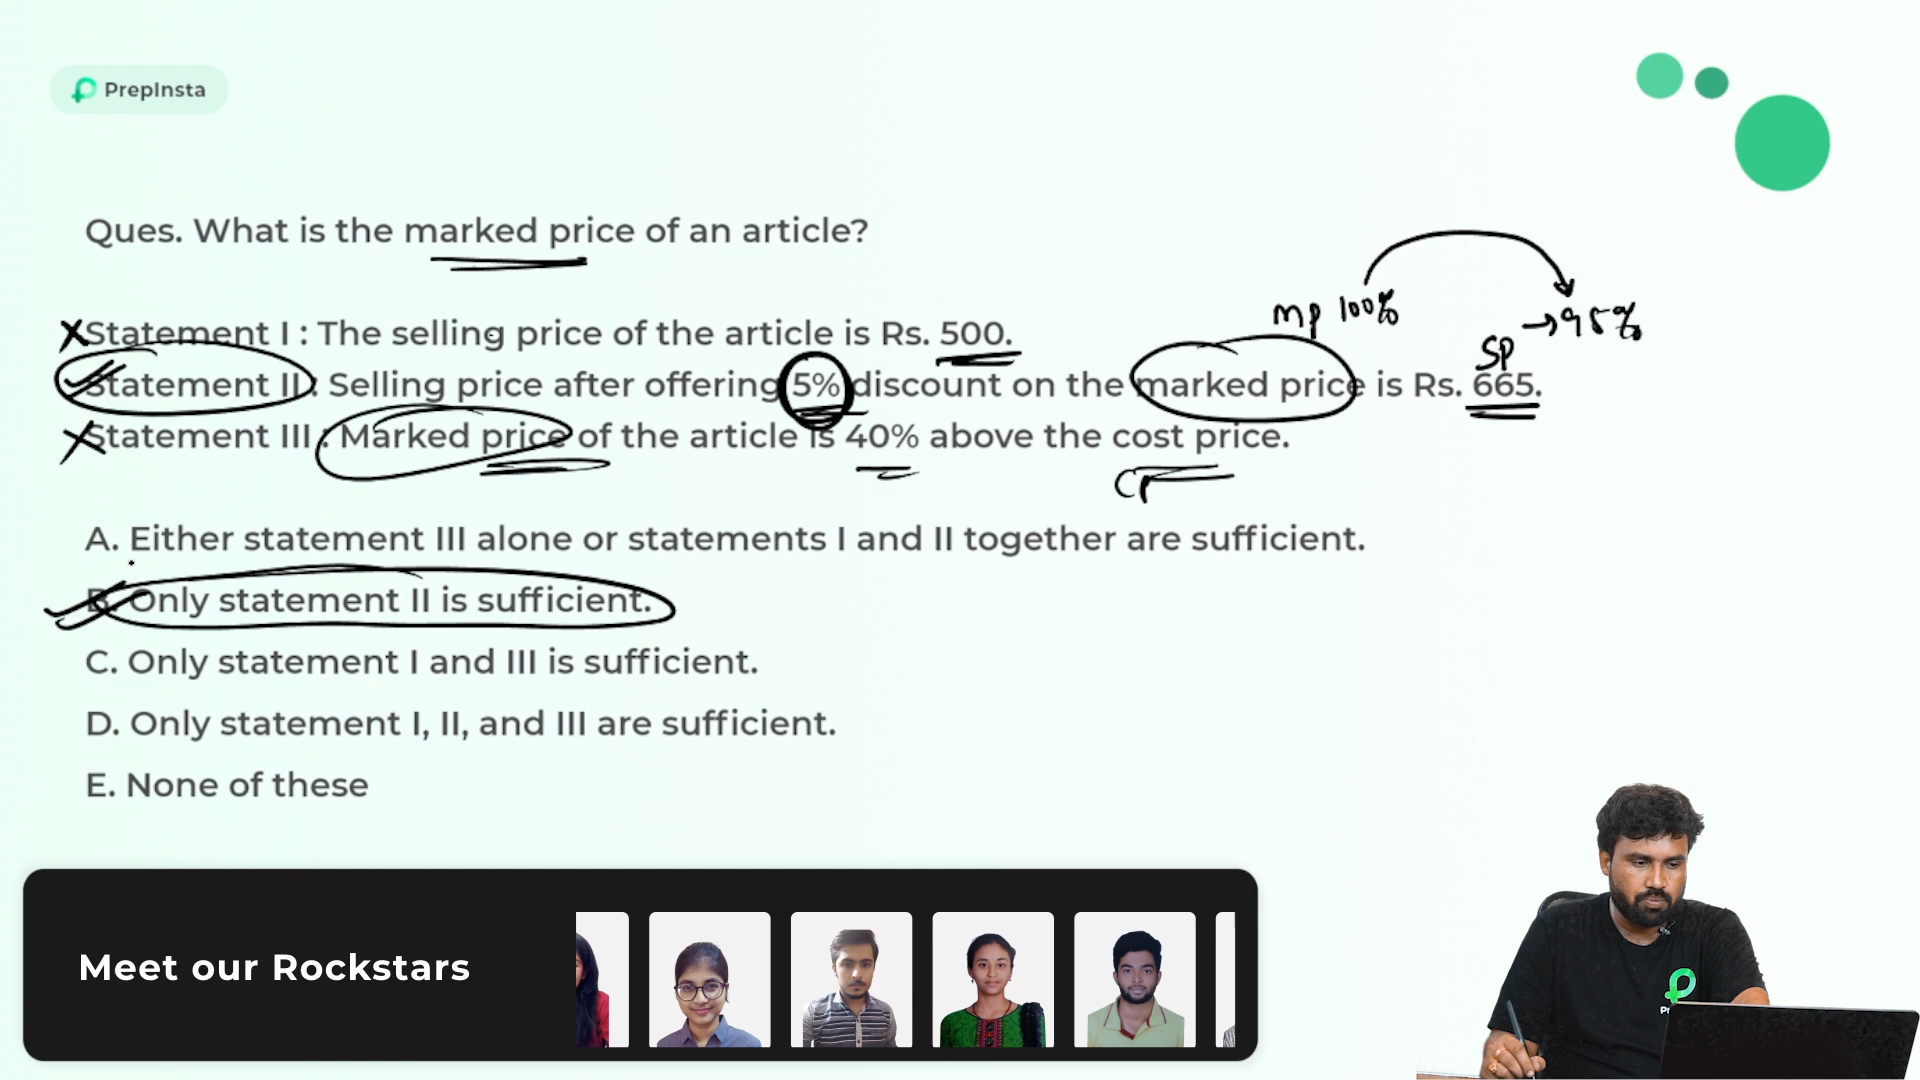 PrepInsta
Ques. What is the marked price of an article?
MP 100%
→95%
Statement I : The selling price of the article is Rs. 500.
SP
Statement II : Selling price after offering 5% discount on the marked price is Rs. 665.
Statement III : Marked price of the article is 40% above the cost price.
CP
A. Either statement III alone or statements I and II together are sufficient.
B. Only statement II is sufficient.
C. Only statement I and III is sufficient.
D. Only statement I, II, and III are sufficient.
E. None of these
Meet our Rockstars